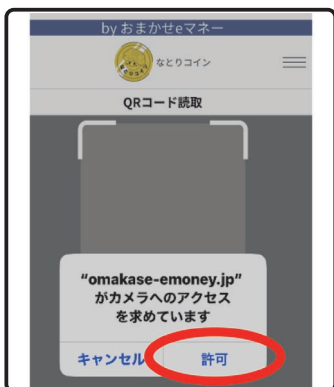 by おまかせeマネー
なとりコイン
QRコード読取
“omakase-emoney.jp”
がカメラへのアクセス
を求めています
キャンセル
許可